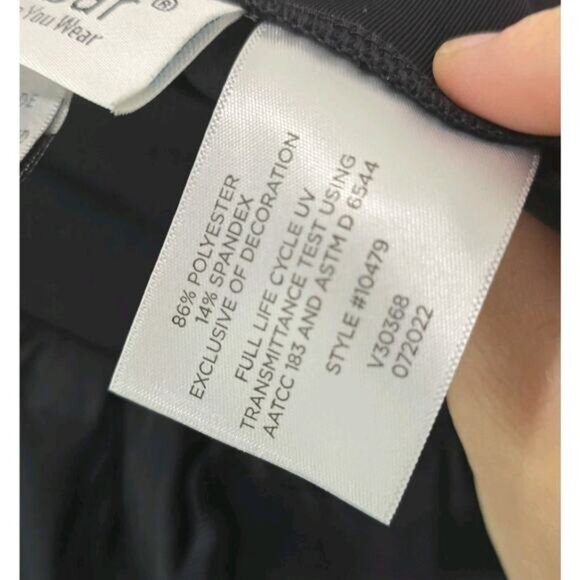 ®
You Wear
86% POLYESTER
14% SPANDEX
EXCLUSIVE OF DECORATION
FULL LIFE CYCLE UV
TRANSMITTANCE TEST USING
AATCC 183 AND ASTM D 6544
STYLE #10479
V30368
072022